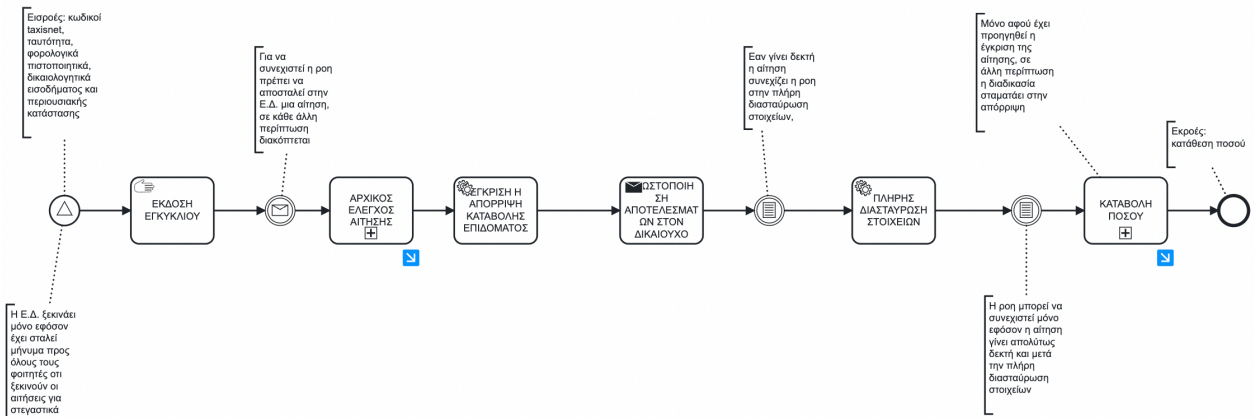 Εισροές: κωδικοί
taxisnet,
ταυτότητα,
φορολογικά
πιστοποιητικά,
δικαιολογητικά
εισοδήματος και
περιουσιακής
κατάστασης
Για να
συνεχιστεί η ροη
πρέπει να
αποσταλεί στην
Ε.Δ. μια αίτηση,
σε κάθε άλλη
περίπτωση
διακόπτεται
Εαν γίνει δεκτή
η αίτηση
συνεχίζει η ροη
στην πλήρη
διασταύρωση
στοιχείων,
Μόνο αφού έχει
προηγηθεί η
έγκριση της
αίτησης, σε
άλλη περίπτωση
η διαδικασία
σταματάει στην
απόρριψη
Εκροές:
κατάθεση ποσού
ΕΚΔΟΣΗ
ΕΓΚΥΚΛΙΟΥ
ΑΡΧΙΚΟΣ
ΕΛΕΓΧΟΣ
ΑΙΤΗΣΗΣ
ΕΓΚΡΙΣΗ Η
ΑΠΟΡΡΙΨΗ
ΚΑΤΑΒΟΛΗΣ
ΕΠΙΔΟΜΑΤΟΣ
ΩΣΤΟΠΟΙΗ
ΣΗ
ΑΠΟΤΕΛΕΣΜΑΤ
ΩΝ ΣΤΟΝ
ΔΙΚΑΙΟΥΧΟ
ΠΛΗΡΗΣ
ΔΙΑΣΤΑΥΡΩΣΗ
ΣΤΟΙΧΕΙΩΝ
ΚΑΤΑΒΟΛΗ
ΠΟΣΟΥ
Η Ε.Δ. ξεκινάει
μόνο εφόσον
έχει σταλεί
μήνυμα προς
όλους τους
φοιτητές οτι
ξεκινούν οι
αιτήσεις για
στεγαστικά
Η ροη μπορεί να
συνεχιστεί μόνο
εφόσον η αίτηση
γίνει απολύτως
δεκτή και μετά
την πλήρη
διασταύρωση
στοιχείων